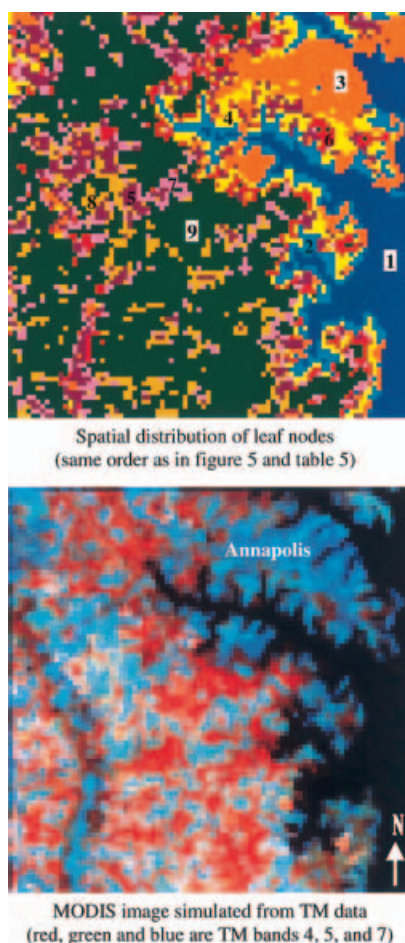 3
4
6
7
8
5
9
2
1
Spatial distribution of leaf nodes
(same order as in figure 5 and table 5)
Annapolis
N
MODIS image simulated from TM data
(red, green and blue are TM bands 4, 5, and 7)